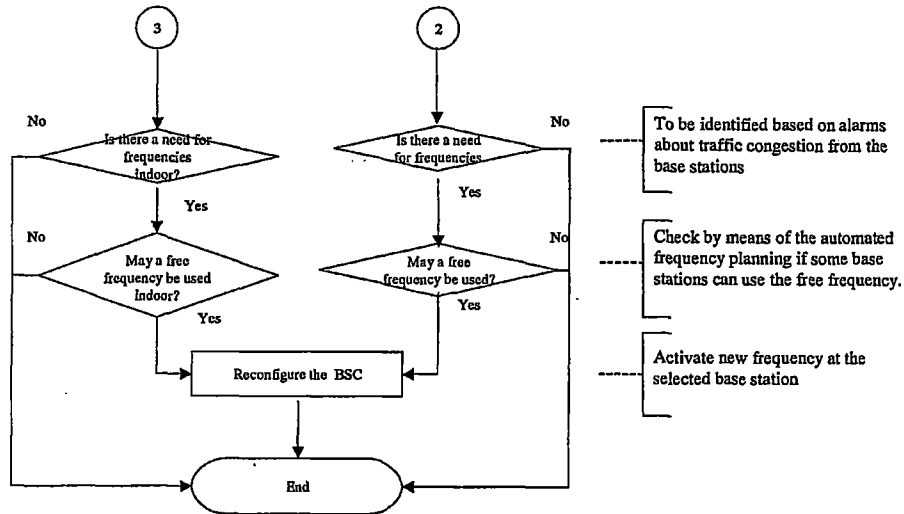 3
2
No
Is there a need for
frequencies
indoor?
Is there a need
for frequencies
No
To be identified based on alarms
about traffic congestion from the
base stations
Yes
Yes
No
May a free
frequency be used
indoor?
May a free
frequency be used?
No
Check by means of the automated
frequency planning if some base
stations can use the free frequency.
Yes
Yes
Reconfigure the BSC
Activate new frequency at the
selected base station
End